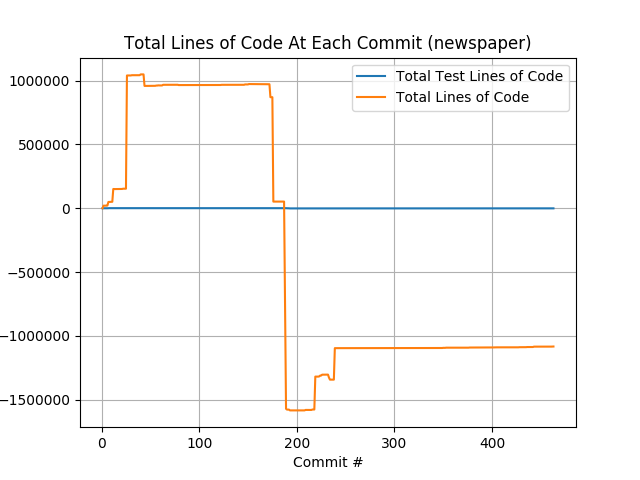 Total Lines of Code At Each Commit (newspaper)
Total Test Lines of Code
Total Lines of Code
1000000
500000
0
−500000
−1000000
−1500000
0 100 200 300 400
Commit #